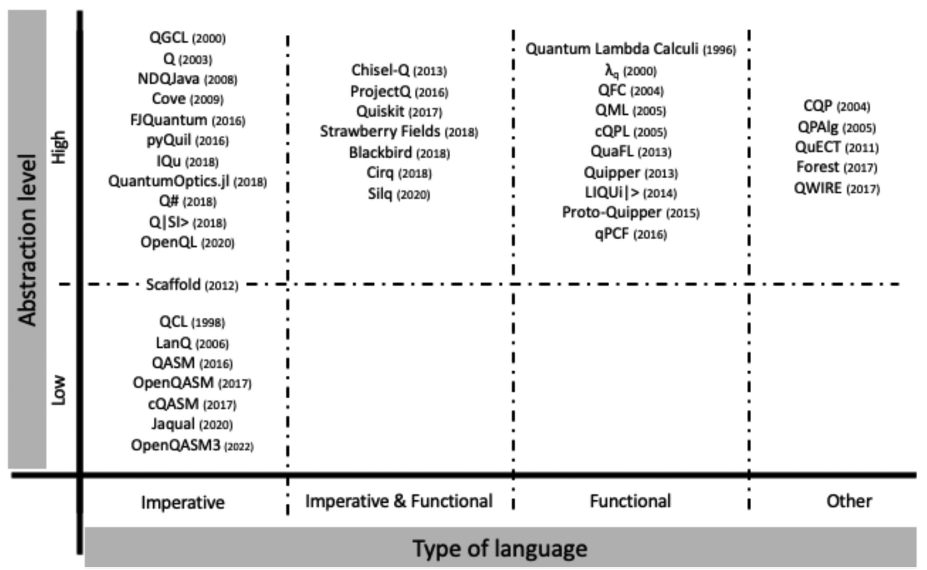 Abstraction level
High
Low
QGCL (2000)
Q (2003)
NDQJava (2008)
Cove (2009)
FJQuantum (2016)
pyQuil (2016)
IQu (2018)
QuantumOptics.jl (2018)
Q# (2018)
Q|SI> (2018)
OpenQL (2020)
Chisel-Q (2013)
ProjectQ (2016)
Quiskit (2017)
Strawberry Fields (2018)
Blackbird (2018)
Cirq (2018)
Silq (2020)
Quantum Lambda Calculi (1996)
λq (2000)
QFC (2004)
QML (2005)
cQPL (2005)
QuaFL (2013)
Quipper (2013)
LIQUi|> (2014)
Proto-Quipper (2015)
qPCF (2016)
CQP (2004)
QPAlg (2005)
QuECT (2011)
Forest (2017)
QWIRE (2017)
Scaffold (2012)
QCL (1998)
LanQ (2006)
QASM (2016)
OpenQASM (2017)
cQASM (2017)
Jaqual (2020)
OpenQASM3 (2022)
Imperative
Imperative & Functional
Functional
Other
Type of language